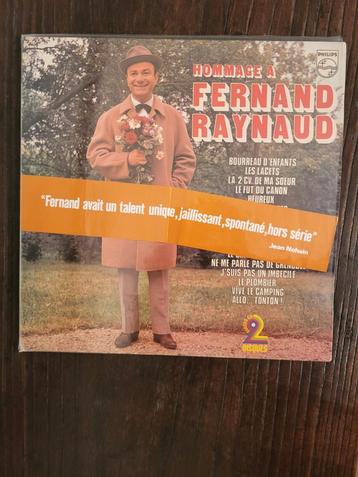 PHILIPS
HOMMAGE A
FERNAND
RAYNAUD
BOURREAU D'ENFANTS
LES LACETS
LA 2 CV. DE MA SOEUR
LE FUT DU CANON
HEUREUX
"Fernand avait un talent unique, jaillissant, spontané, hors série"
Jean Nohain
NE ME PARLE PAS DE GRENOBLE
J'SUIS PAS UN IMBECILE
LE PLOMBIER
VIVE LE CAMPING
ALLO... TONTON !
2
DISQUES